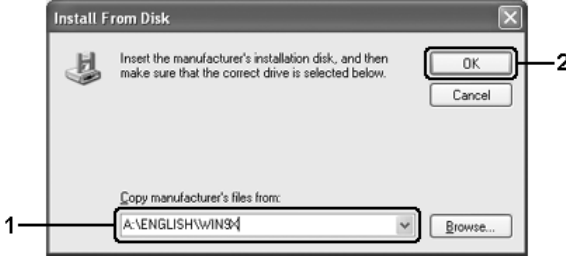 Install From Disk
Insert the manufacturer's installation disk, and then
make sure that the correct drive is selected below.
OK
2
Cancel
Copy manufacturer's files from:
1
A:\ENGLISH\WIN9X
Browse...